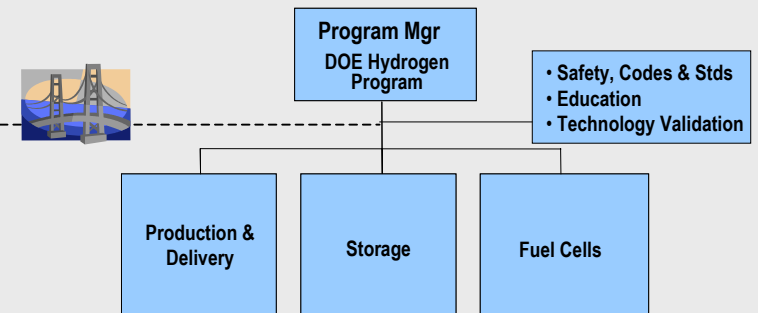 Program Mgr
DOE Hydrogen
Program
• Safety, Codes & Stds
• Education
• Technology Validation
Production &
Delivery
Storage
Fuel Cells